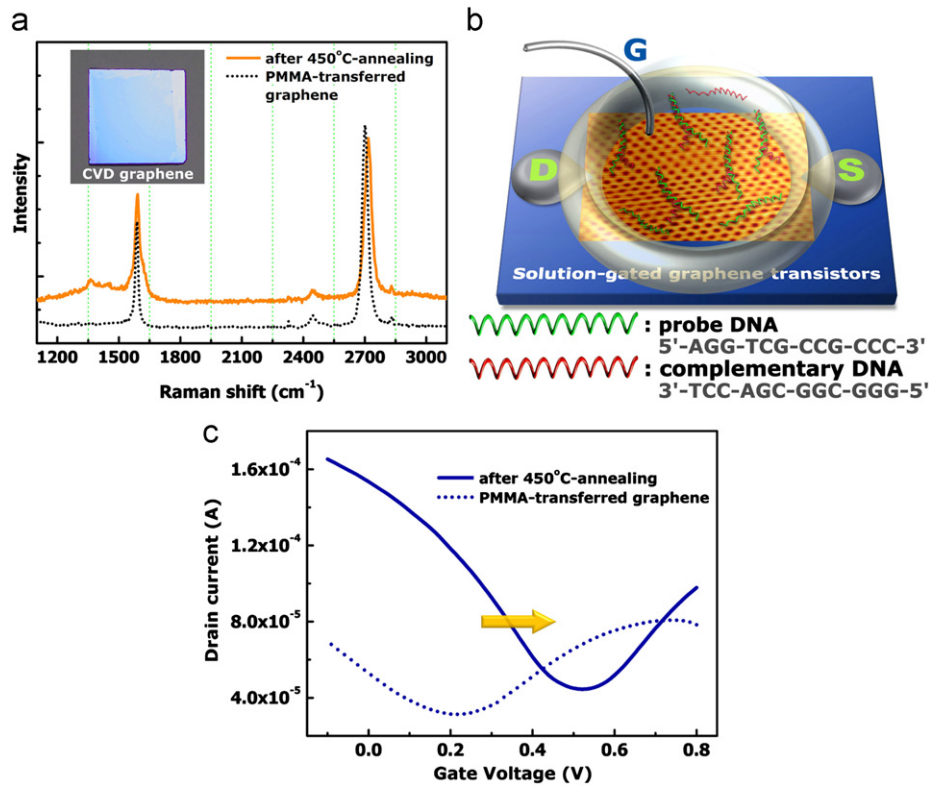 a
after 450°C-annealing
PMMA-transferred
graphene
CVD graphene
Intensity
1200 1500 1800 2100 2400 2700 3000
Raman shift (cm⁻¹)
b
G
D
S
Solution-gated graphene transistors
: probe DNA
5'-AGG-TCG-CCG-CCC-3'
: complementary DNA
3'-TCC-AGC-GGC-GGG-5'
c
after 450°C-annealing
PMMA-transferred graphene
Drain current (A)
1.6x10⁻⁴
1.2x10⁻⁴
8.0x10⁻⁵
4.0x10⁻⁵
0.0 0.2 0.4 0.6 0.8
Gate Voltage (V)